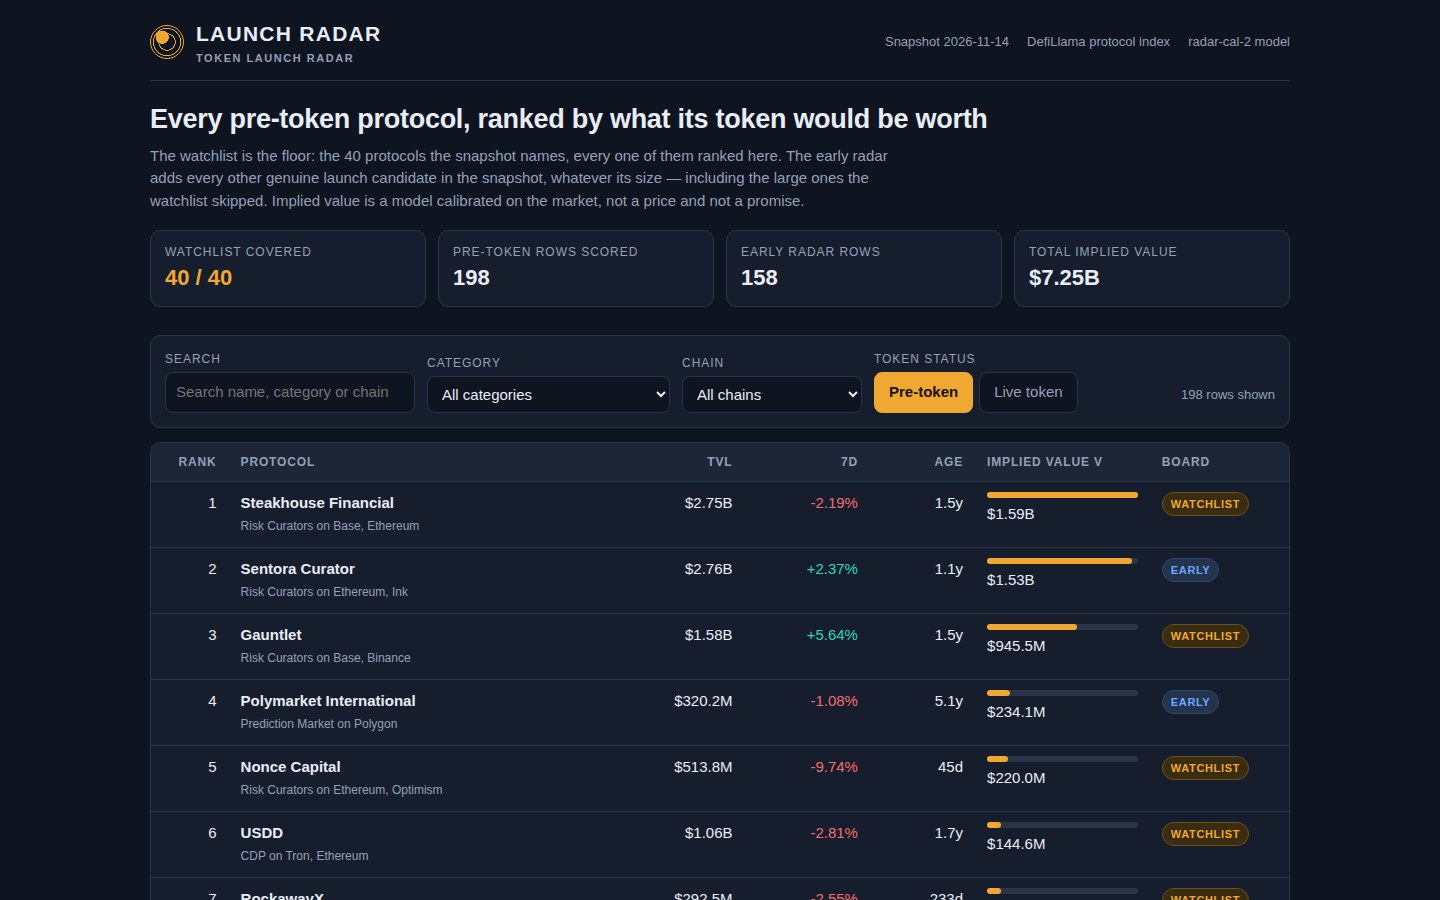 LAUNCH RADAR
TOKEN LAUNCH RADAR
Snapshot 2026-11-14 DefiLlama protocol index radar-cal-2 model
Every pre-token protocol, ranked by what its token would be worth
The watchlist is the floor: the 40 protocols the snapshot names, every one of them ranked here. The early radar
adds every other genuine launch candidate in the snapshot, whatever its size — including the large ones the
watchlist skipped. Implied value is a model calibrated on the market, not a price and not a promise.
WATCHLIST COVERED
40 / 40
PRE-TOKEN ROWS SCORED
198
EARLY RADAR ROWS
158
TOTAL IMPLIED VALUE
$7.25B
SEARCH
Search name, category or chain
CATEGORY
All categories
CHAIN
All chains
TOKEN STATUS
Pre-token Live token
198 rows shown
RANK PROTOCOL TVL 7D AGE IMPLIED VALUE V BOARD
1 Steakhouse Financial $2.75B -2.19% 1.5y $1.59B WATCHLIST
Risk Curators on Base, Ethereum
2 Sentora Curator $2.76B +2.37% 1.1y $1.53B EARLY
Risk Curators on Ethereum, Ink
3 Gauntlet $1.58B +5.64% 1.5y $945.5M WATCHLIST
Risk Curators on Base, Binance
4 Polymarket International $320.2M -1.08% 5.1y $234.1M EARLY
Prediction Market on Polygon
5 Nonce Capital $513.8M -9.74% 45d $220.0M WATCHLIST
Risk Curators on Ethereum, Optimism
6 USDD $1.06B -2.81% 1.7y $144.6M WATCHLIST
CDP on Tron, Ethereum
7 RockawayX $292.5M -2.55% 233d WATCHLIST